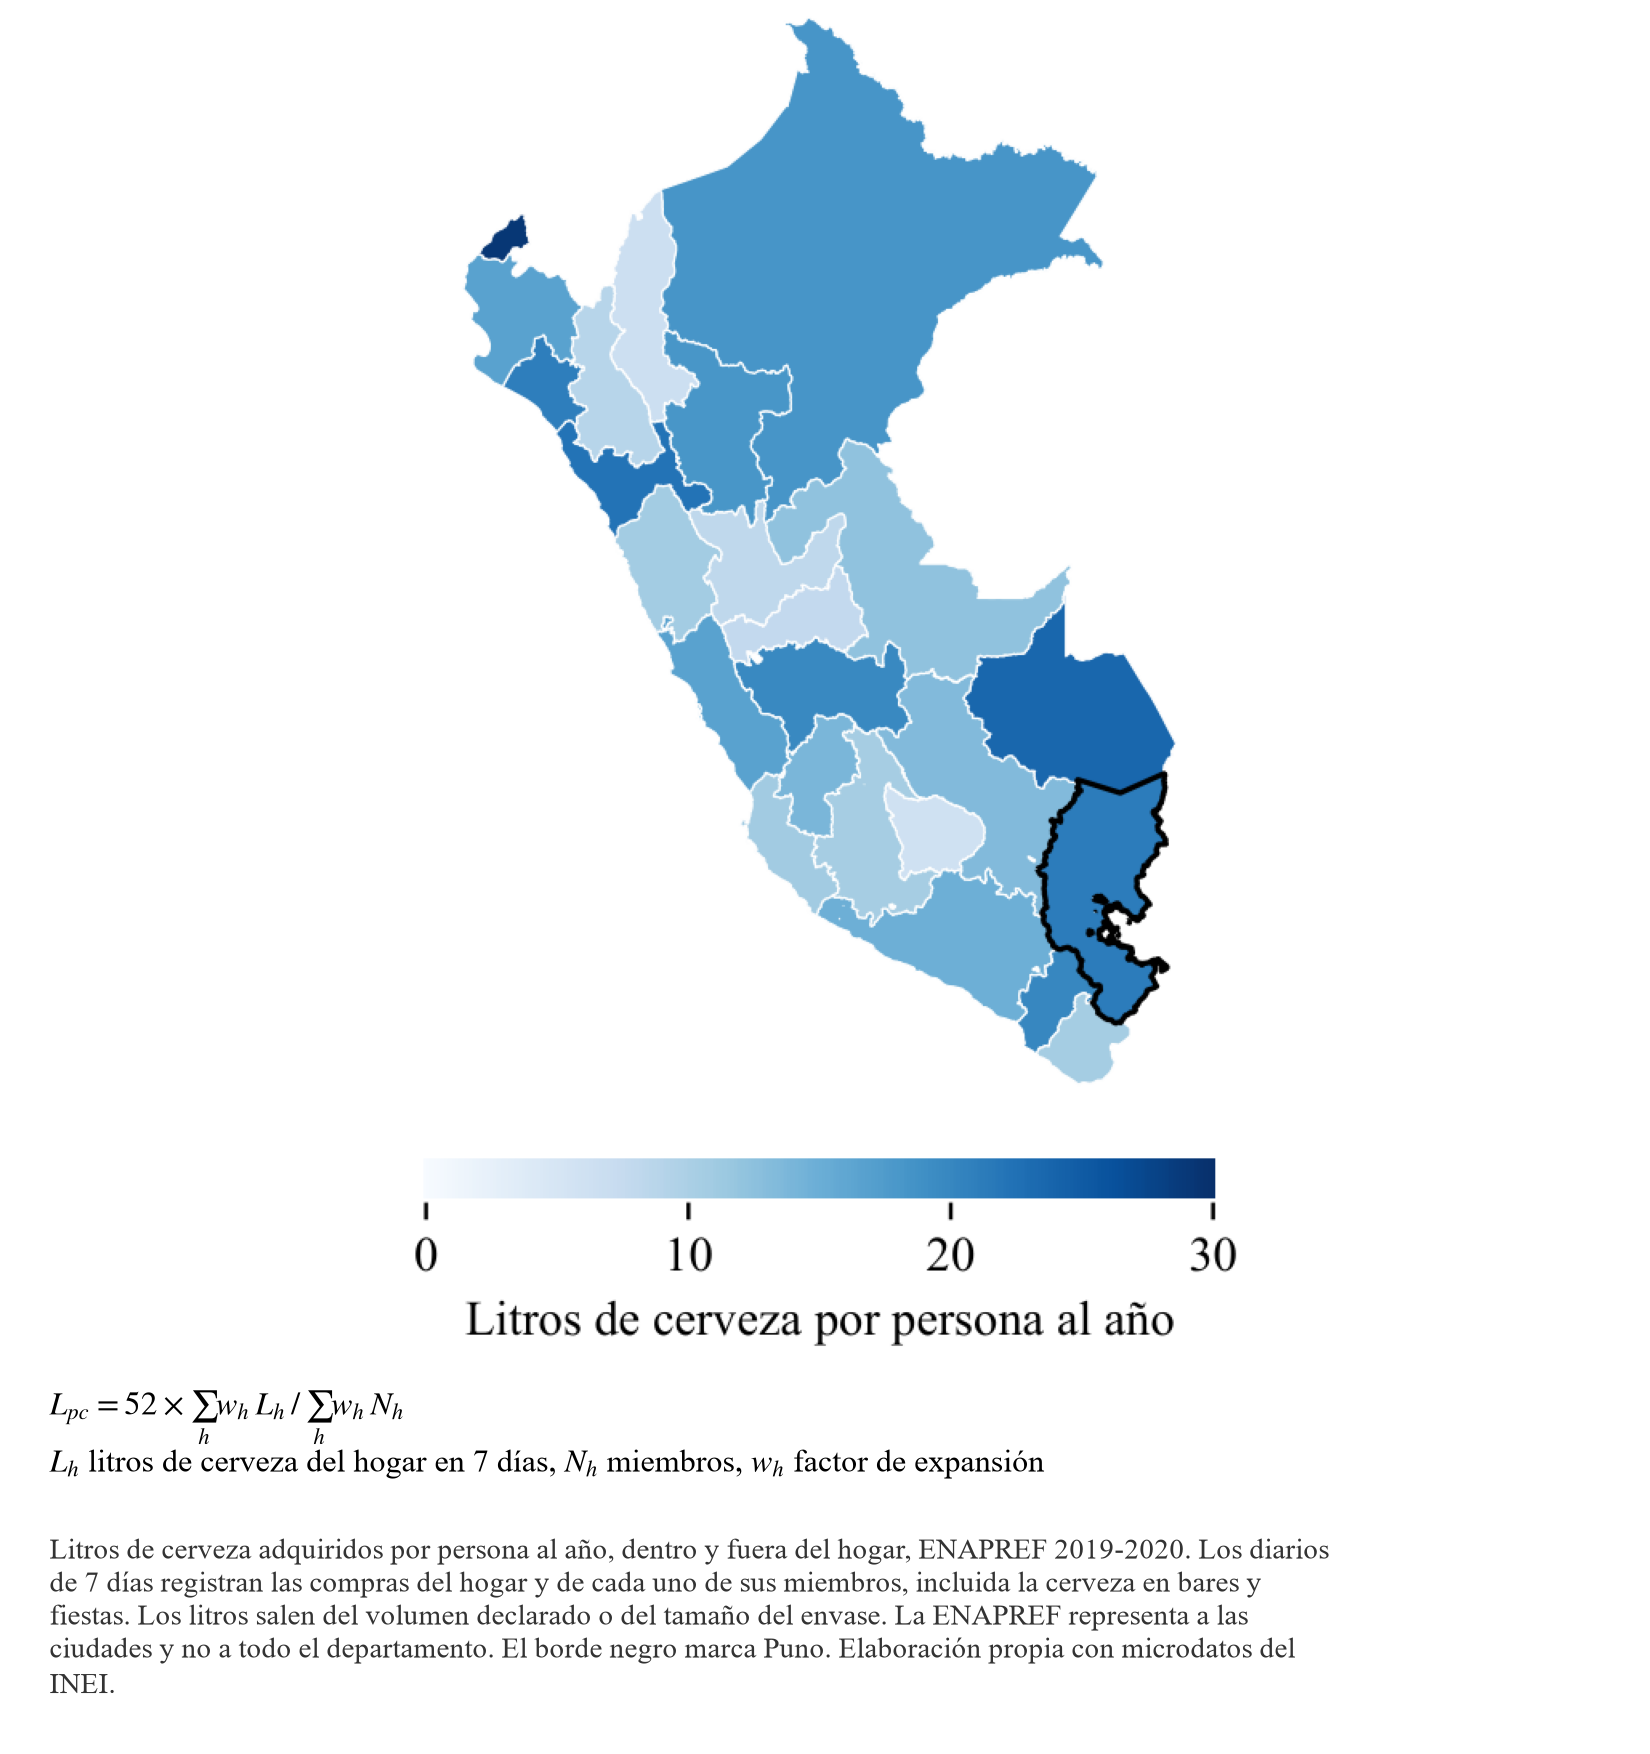 0 10 20 30
Litros de cerveza por persona al año
L_pc = 52 × ∑_h w_h L_h / ∑_h w_h N_h
L_h litros de cerveza del hogar en 7 días, N_h miembros, w_h factor de expansión
Litros de cerveza adquiridos por persona al año, dentro y fuera del hogar, ENAPREF 2019-2020. Los diarios
de 7 días registran las compras del hogar y de cada uno de sus miembros, incluida la cerveza en bares y
fiestas. Los litros salen del volumen declarado o del tamaño del envase. La ENAPREF representa a las
ciudades y no a todo el departamento. El borde negro marca Puno. Elaboración propia con microdatos del
INEI.